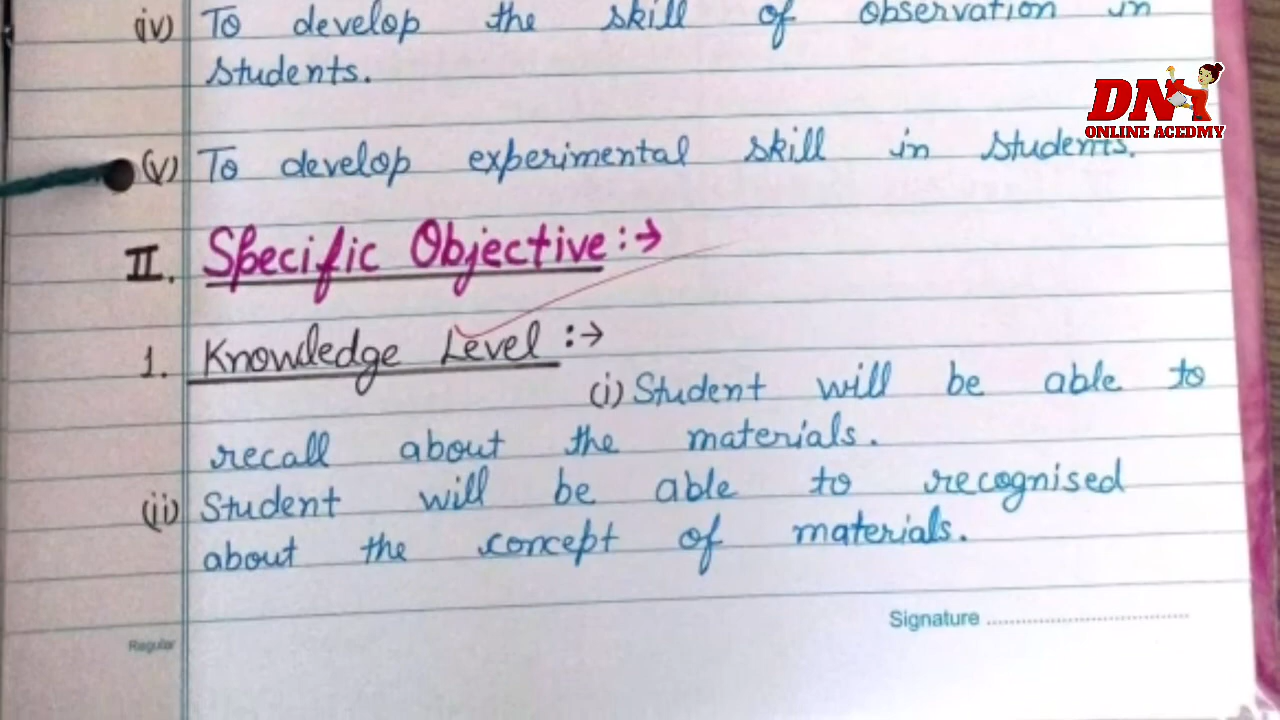 (iv) To develop the skill of observation in
students.
DN
ONLINE ACEDMY
(v) To develop experimental skill in students.
II. Specific Objective :→
1. Knowledge Level :→
(i) Student will be able to
recall about the materials.
(ii) Student will be able to recognised
about the concept of materials.
Signature ....................................
Regular